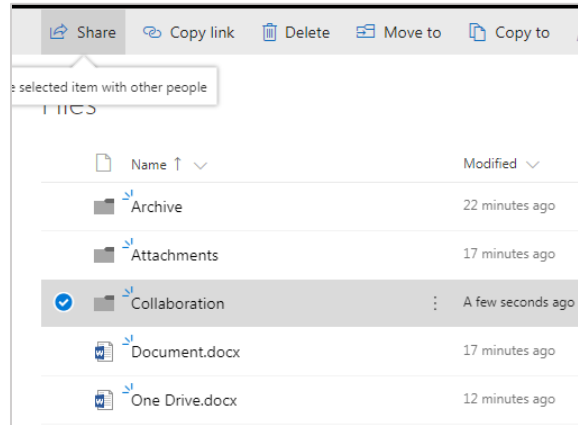 Share Copy link Delete Move to Copy to
selected item with other people
Files
Name Modified
Archive 22 minutes ago
Attachments 17 minutes ago
Collaboration A few seconds ago
Document.docx 17 minutes ago
One Drive.docx 12 minutes ago